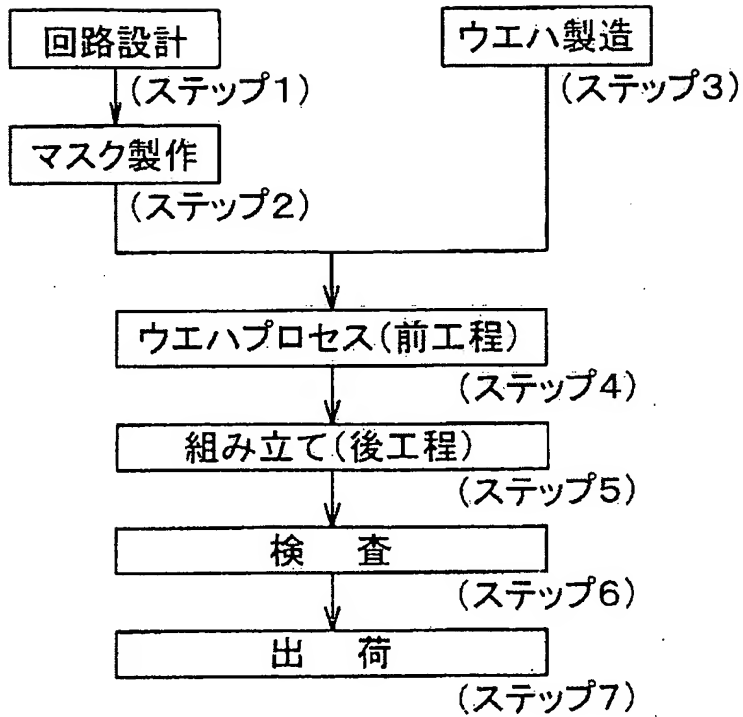 回路設計
(ステップ1)
マスク製作
(ステップ2)
ウエハ製造
(ステップ3)
ウエハプロセス(前工程)
(ステップ4)
組み立て(後工程)
(ステップ5)
検 査
(ステップ6)
出 荷
(ステップ7)